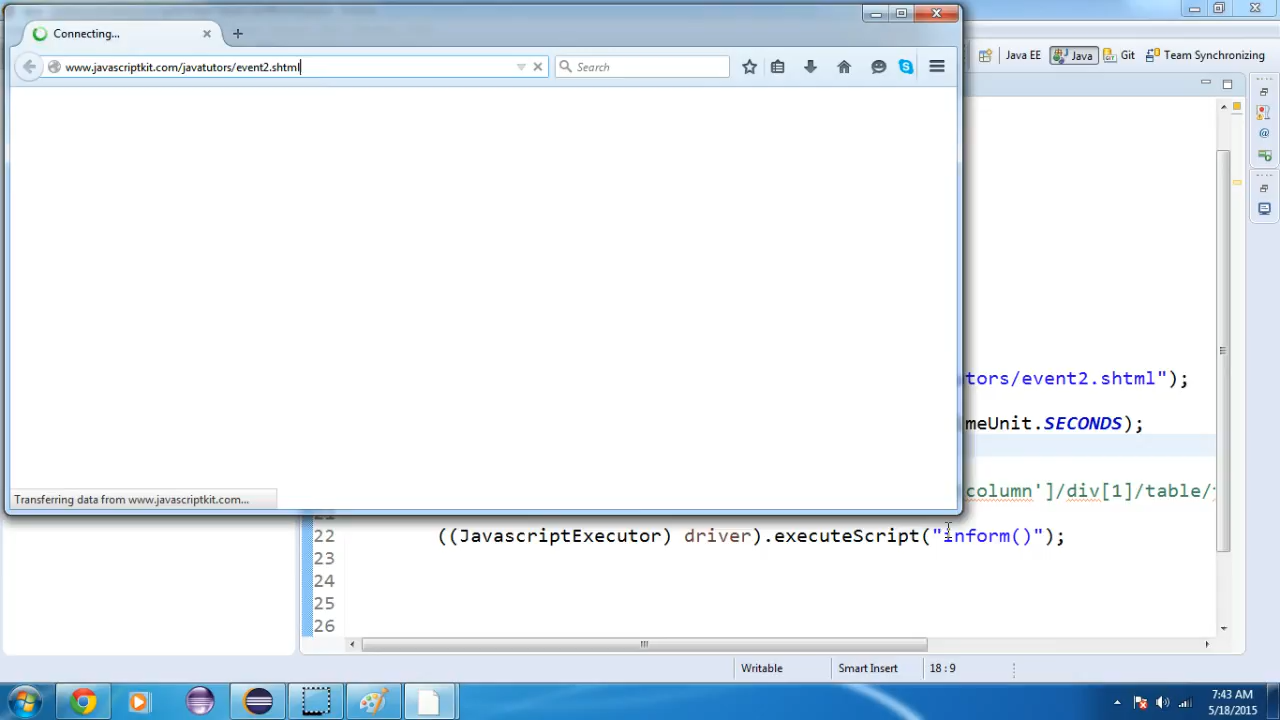 Connecting...
www.javascriptkit.com/javatutors/event2.shtml
Search
Java EE
Java
Git
Team Synchronizing
tors/event2.shtml");
meUnit.SECONDS);
column']/div[1]/table/
Transferring data from www.javascriptkit.com...
22 ((JavascriptExecutor) driver).executeScript("inform()");
23
24
25
26
Writable
Smart Insert
18 : 9
7:43 AM
5/18/2015